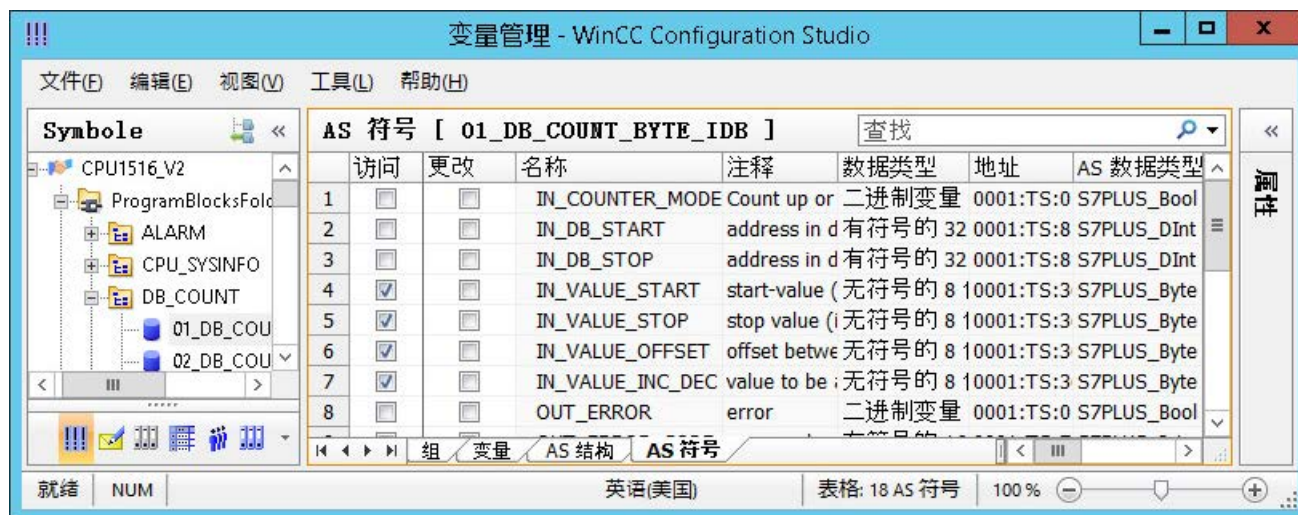 变量管理 - WinCC Configuration Studio
文件(F) 编辑(E) 视图(V) 工具(L) 帮助(H)
Symbole «
CPU1516_V2
ProgramBlocksFold
ALARM
CPU_SYSINFO
DB_COUNT
01_DB_COU
02_DB_COU
AS 符号 [ 01_DB_COUNT_BYTE_IDB ] 查找
访问 更改 名称 注释 数据类型 地址 AS 数据类型
1 IN_COUNTER_MODE Count up or 二进制变量 0001:TS:0 S7PLUS_Bool
2 IN_DB_START address in d 有符号的 32 0001:TS:8 S7PLUS_DInt
3 IN_DB_STOP address in d 有符号的 32 0001:TS:8 S7PLUS_DInt
4 IN_VALUE_START start-value ( 无符号的 8 0001:TS:3 S7PLUS_Byte
5 IN_VALUE_STOP stop value (i 无符号的 8 0001:TS:3 S7PLUS_Byte
6 IN_VALUE_OFFSET offset betwe 无符号的 8 0001:TS:3 S7PLUS_Byte
7 IN_VALUE_INC_DEC value to be 无符号的 8 0001:TS:3 S7PLUS_Byte
8 OUT_ERROR error 二进制变量 0001:TS:0 S7PLUS_Bool
组 变量 AS 结构 AS 符号
«
属性
就绪 NUM 英语(美国) 表格: 18 AS 符号 100 %